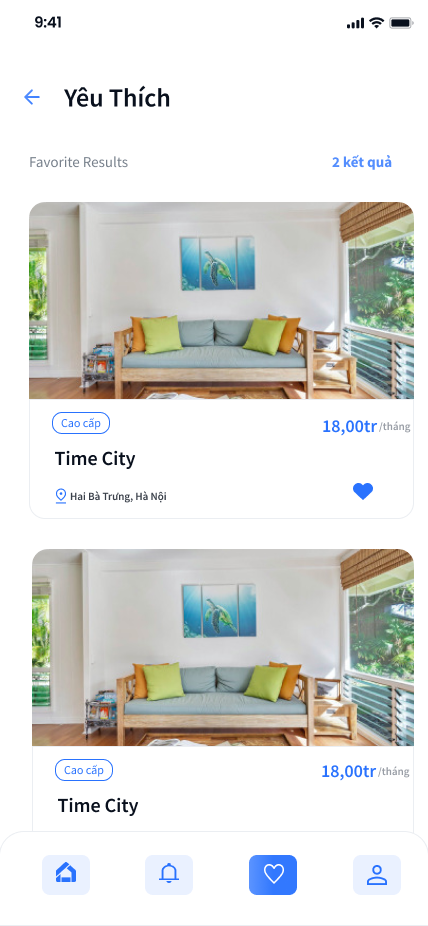 9:41
Yêu Thích
Favorite Results
2 kết quả
Cao cấp
18,00tr /tháng
Time City
Hai Bà Trưng, Hà Nội
Cao cấp
18,00tr /tháng
Time City